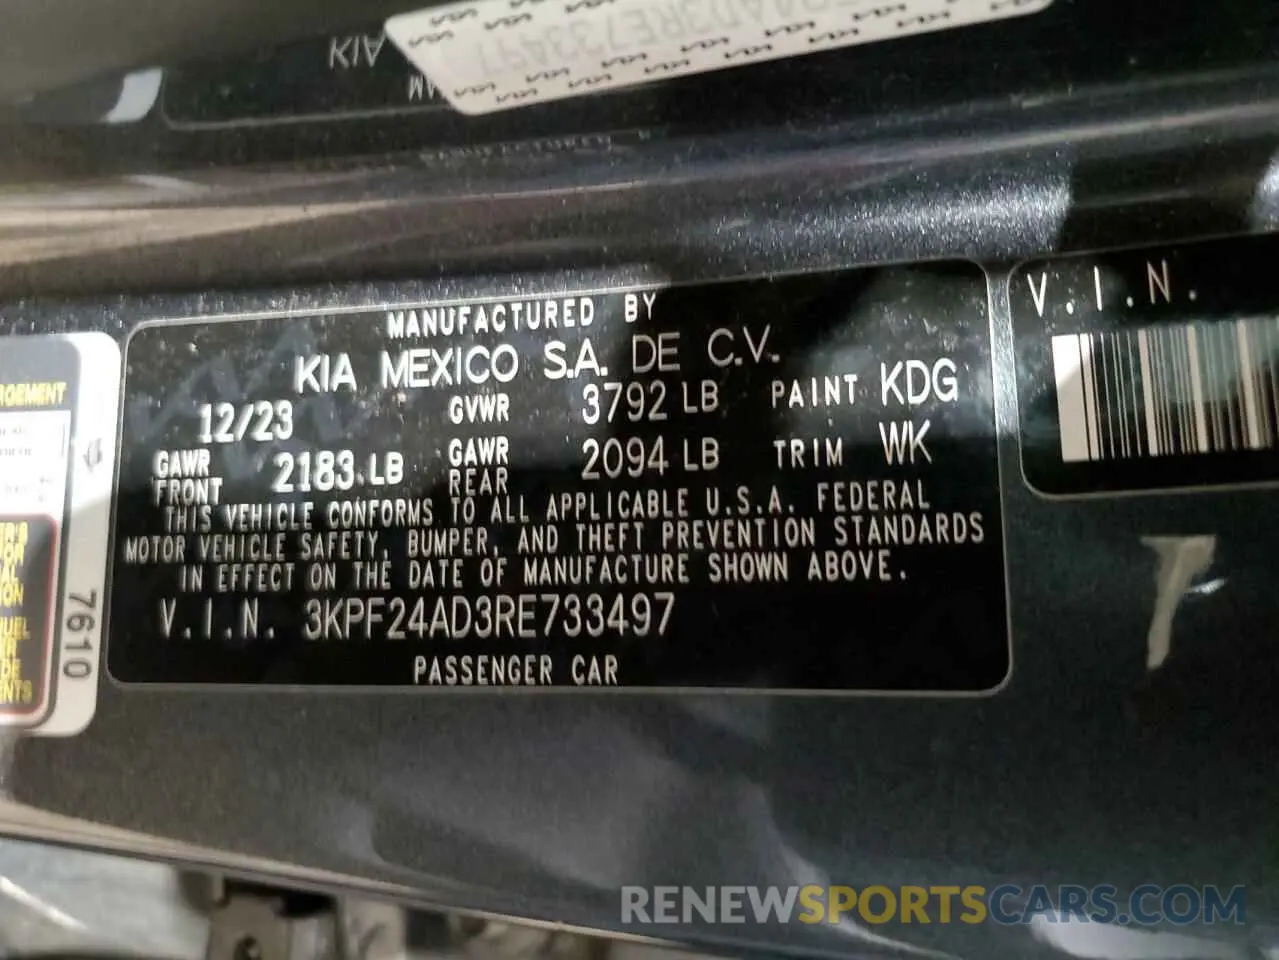 KIA
MANUFACTURED BY
KIA MEXICO S.A. DE C.V.
12/23 GVWR 3792 LB PAINT KDG
GAWR FRONT 2183 LB GAWR REAR 2094 LB TRIM WK
THIS VEHICLE CONFORMS TO ALL APPLICABLE U.S.A. FEDERAL
MOTOR VEHICLE SAFETY, BUMPER, AND THEFT PREVENTION STANDARDS
IN EFFECT ON THE DATE OF MANUFACTURE SHOWN ABOVE.
V.I.N. 3KPF24AD3RE733497
PASSENGER CAR
V.I.N.
7610
RENEWSPORTSCARS.COM